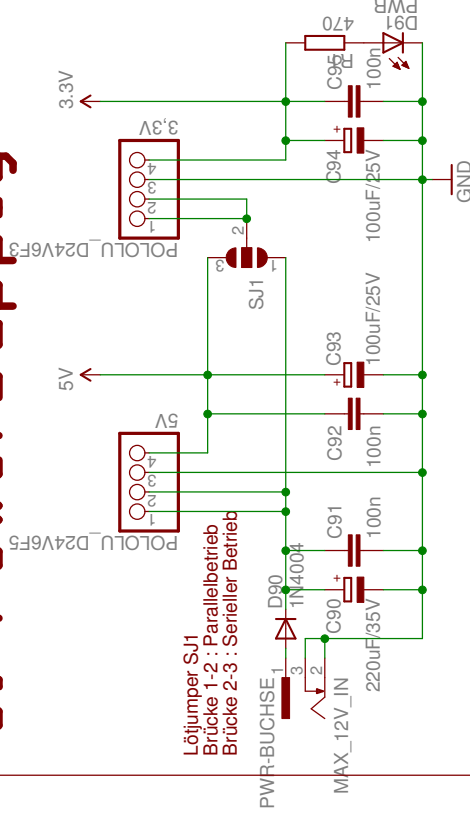 PWR
D91
470
C95
100n
3.3V
3,3V
C94
100uF/25V
4
3
2
1
POLOLU_D24V6F3
GND
2
3
1
SJ1
C93
100uF/25V
5V
5V
C92
100n
4
3
2
1
POLOLU_D24V6F5
C91
100n
D90
1N4004
C90
220uF/35V
Lötjumper SJ1
Brücke 1-2 : Parallelbetrieb
Brücke 2-3 : Serieller Betrieb
PWR-BUCHSE
1
3
2
MAX_12V_IN